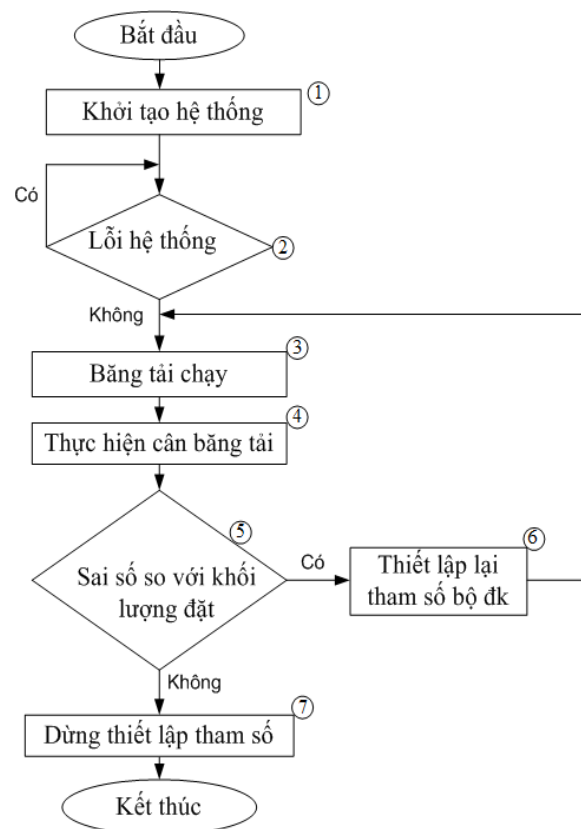 Bắt đầu
1
Khởi tạo hệ thống
Có
Lỗi hệ thống
2
Không
3
Băng tải chạy
4
Thực hiện cân băng tải
5
Sai số so với khối
lượng đặt
Có
6
Thiết lập lại
tham số bộ đk
Không
7
Dừng thiết lập tham số
Kết thúc